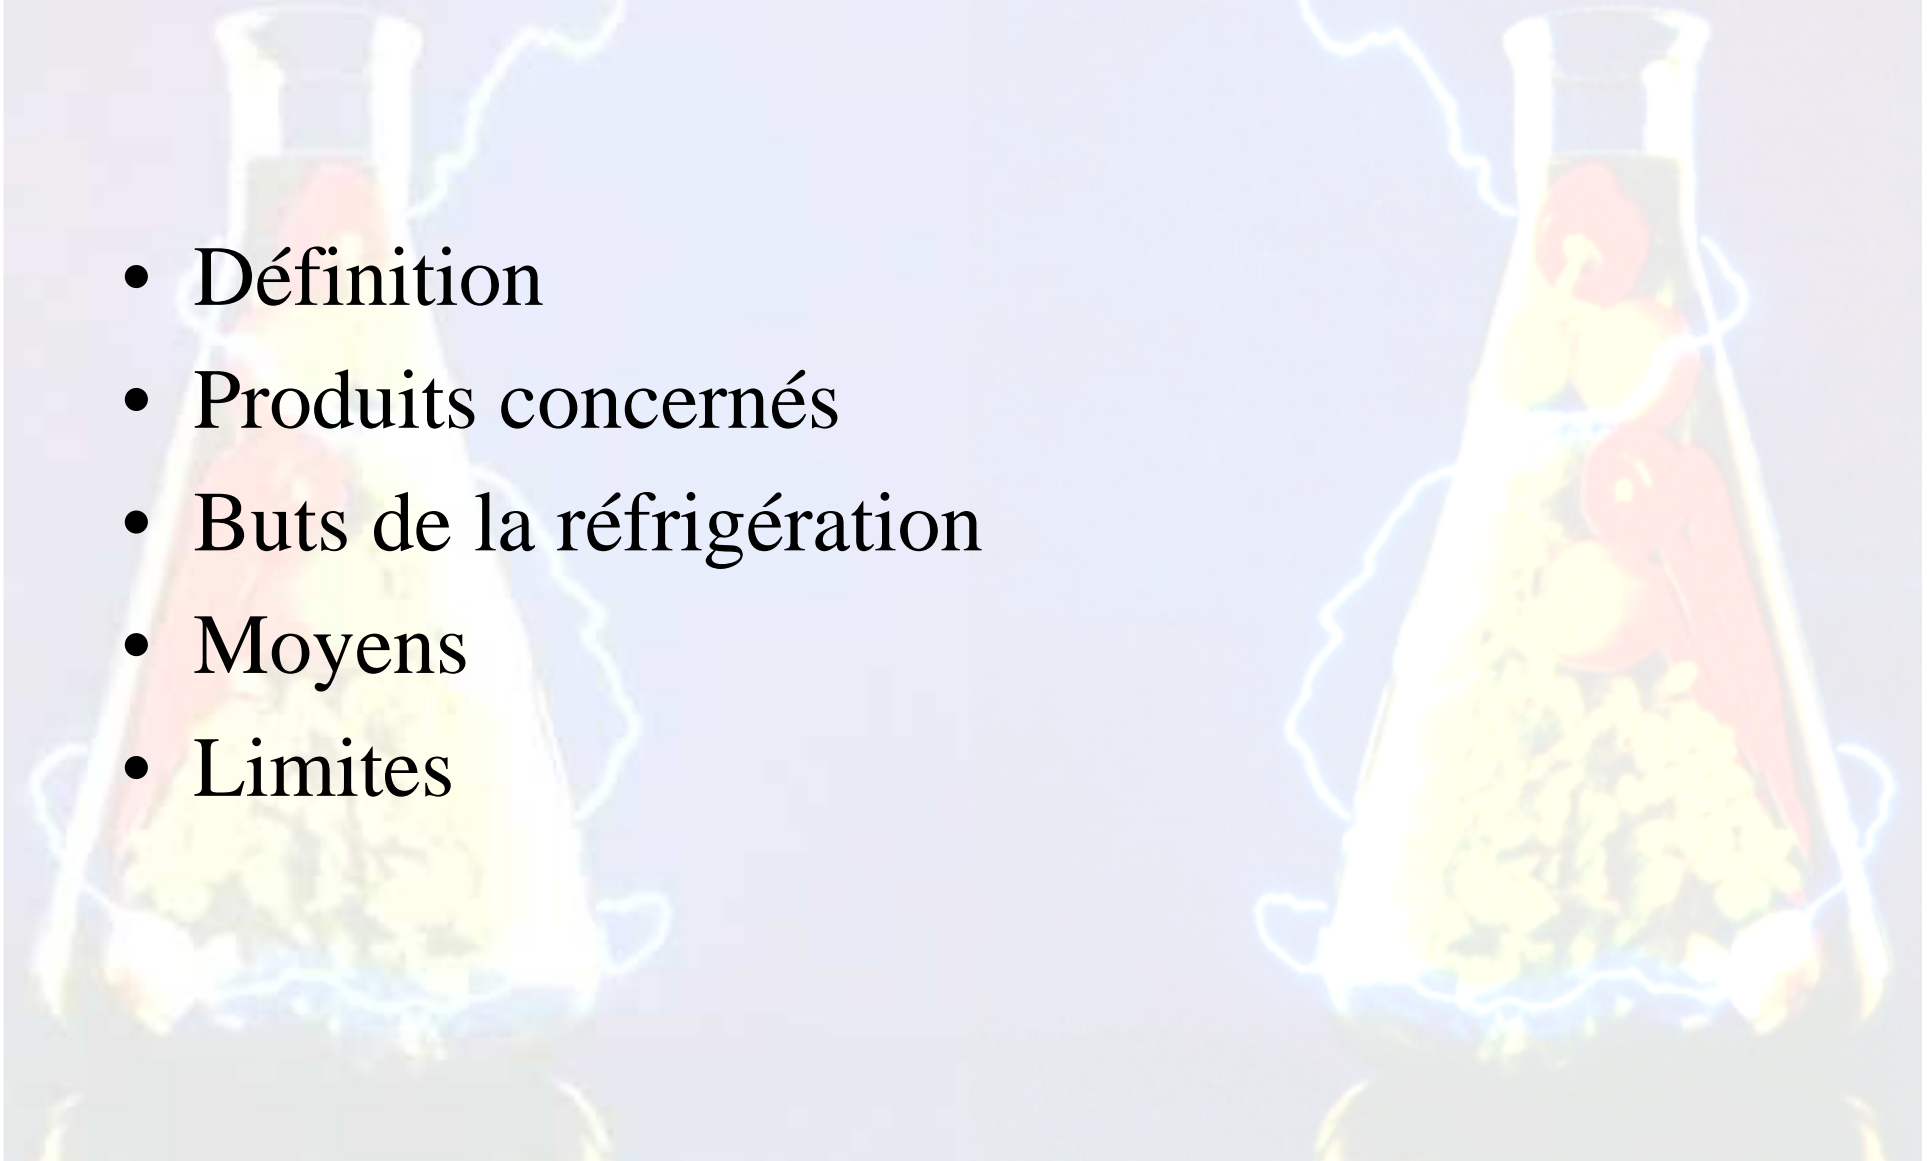 • Définition
• Produits concernés
• Buts de la réfrigération
• Moyens
• Limites